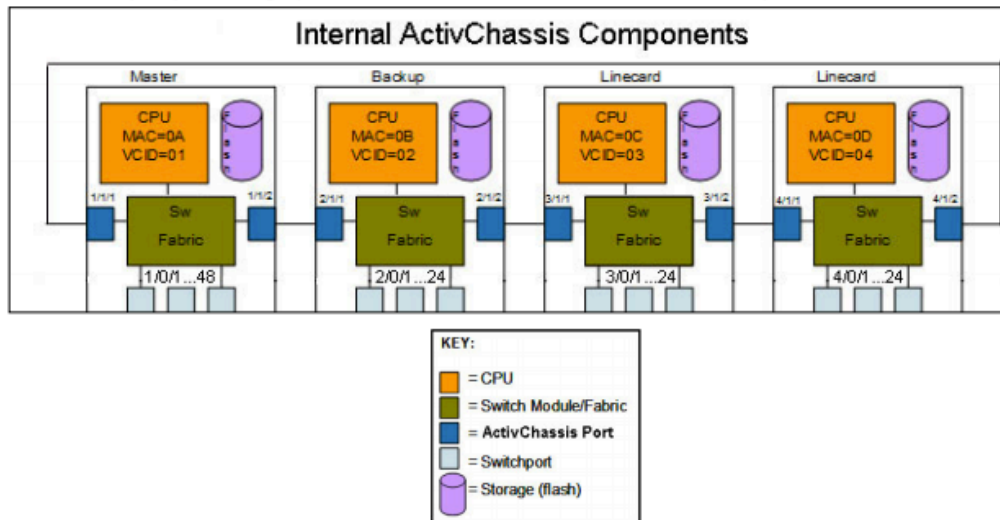 Internal ActivChassis Components
Master
Backup
Linecard
Linecard
CPU
MAC=0A
VCID=01
Flash
CPU
MAC=0B
VCID=02
Flash
CPU
MAC=0C
VCID=03
Flash
CPU
MAC=0D
VCID=04
Flash
1/1/1
1/1/2
2/1/1
2/1/2
3/1/1
3/1/2
4/1/1
4/1/2
Sw
Fabric
Sw
Fabric
Sw
Fabric
Sw
Fabric
1/0/1 ...48
2/0/1 ...24
3/0/1 ...24
4/0/1 ...24
KEY:
= CPU
= Switch Module/Fabric
= ActivChassis Port
= Switchport
= Storage (flash)